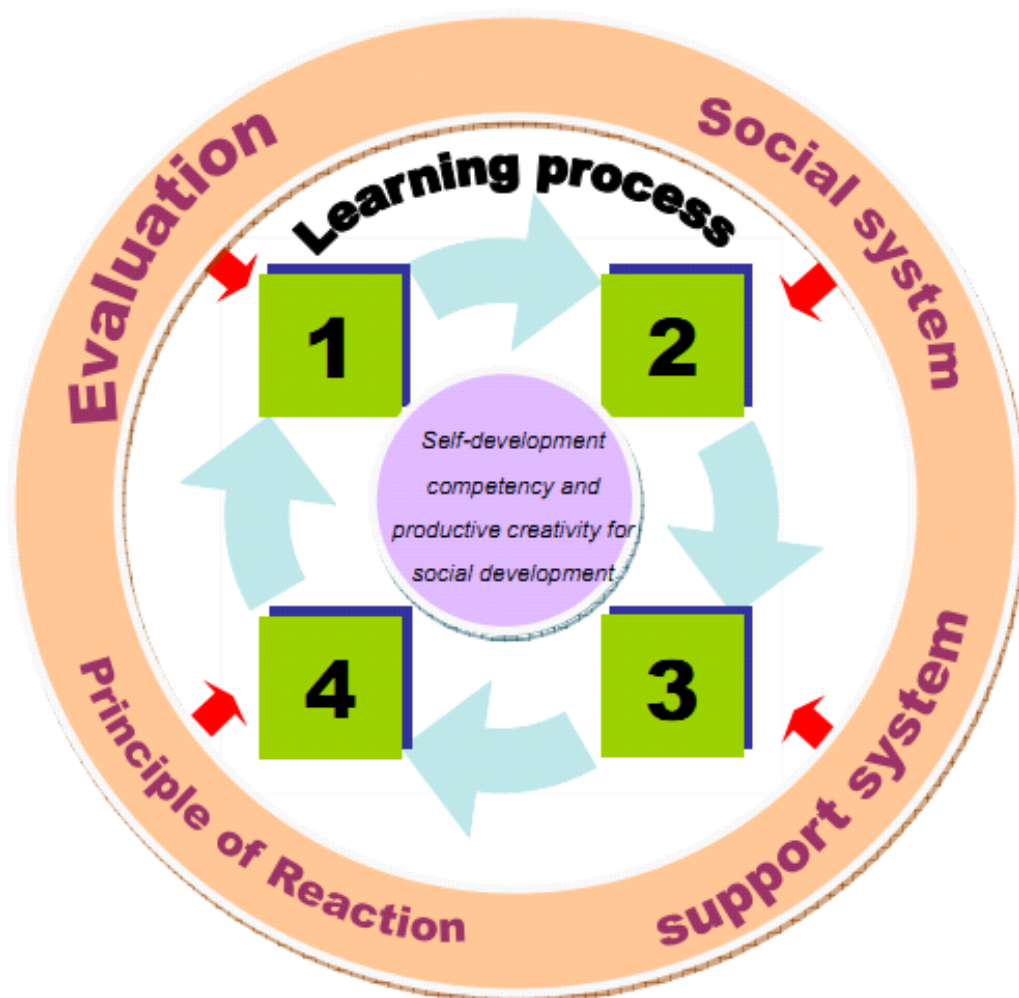 Evaluation
Social system
Learning process
1
2
Self-development
competency and
productive creativity for
social development
4
3
Principle of Reaction
support system